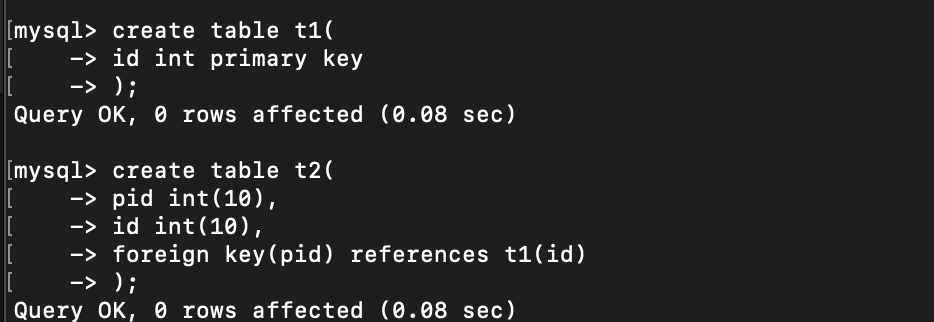 [mysql> create table t1(
[    -> id int primary key
[    -> );
Query OK, 0 rows affected (0.08 sec)
[mysql> create table t2(
[    -> pid int(10),
[    -> id int(10),
[    -> foreign key(pid) references t1(id)
[    -> );
Query OK, 0 rows affected (0.08 sec)